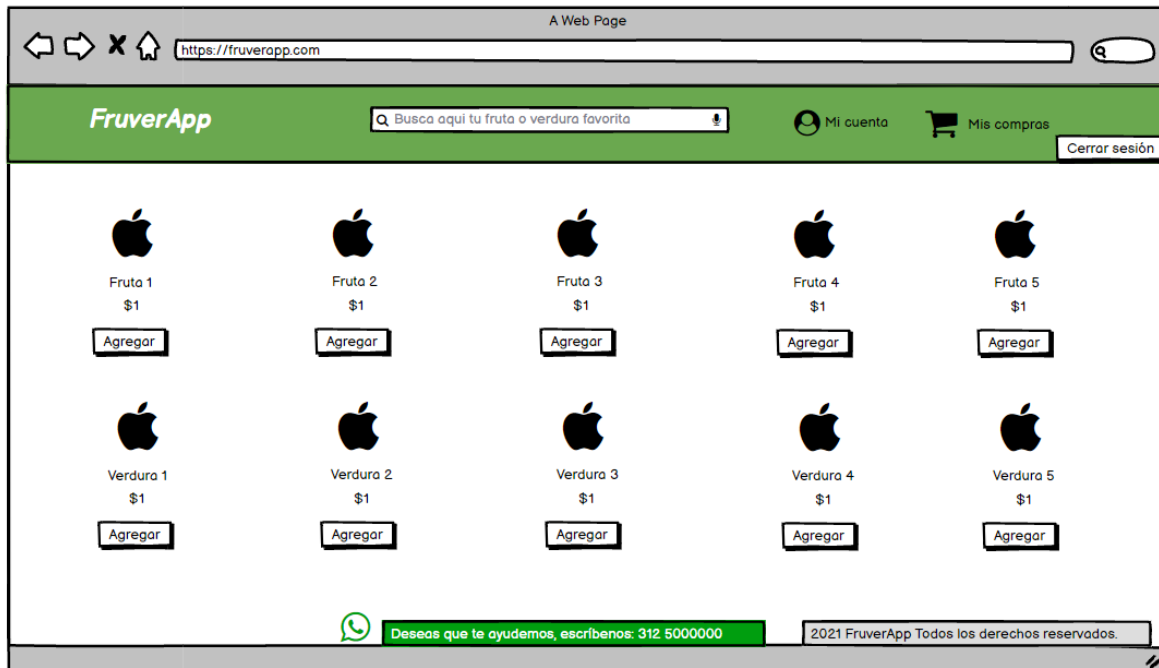 A Web Page
https://fruverapp.com
FruverApp
Busca aqui tu fruta o verdura favorita
Mi cuenta
Mis compras
Cerrar sesión
Fruta 1 Fruta 2 Fruta 3 Fruta 4 Fruta 5
$1 $1 $1 $1 $1
Agregar Agregar Agregar Agregar Agregar
Verdura 1 Verdura 2 Verdura 3 Verdura 4 Verdura 5
$1 $1 $1 $1 $1
Agregar Agregar Agregar Agregar Agregar
Deseas que te ayudemos, escríbenos: 312 5000000
2021 FruverApp Todos los derechos reservados.